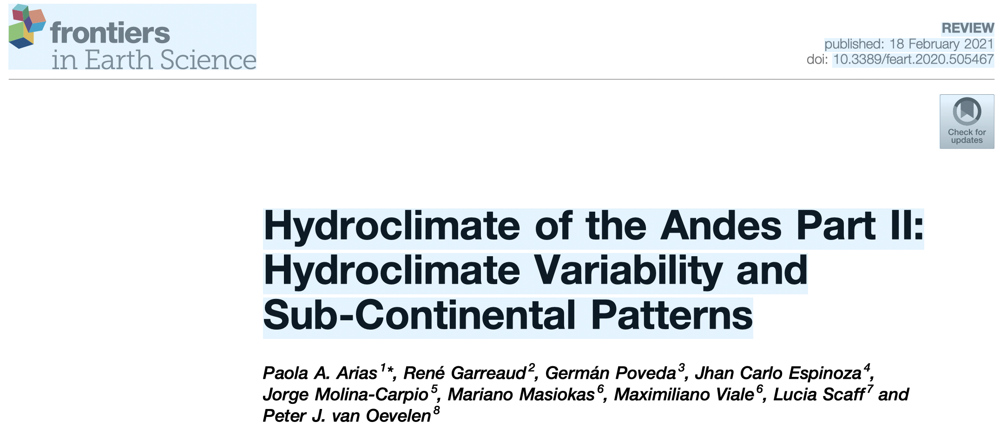 frontiers
in Earth Science
REVIEW
published: 18 February 2021
doi: 10.3389/feart.2020.505467
Check for
updates
Hydroclimate of the Andes Part II:
Hydroclimate Variability and
Sub-Continental Patterns
Paola A. Arias 1*, René Garreaud 2, Germán Poveda 3, Jhan Carlo Espinoza 4,
Jorge Molina-Carpio 5, Mariano Masiokas 6, Maximiliano Viale 6, Lucia Scaff 7 and
Peter J. van Oevelen 8